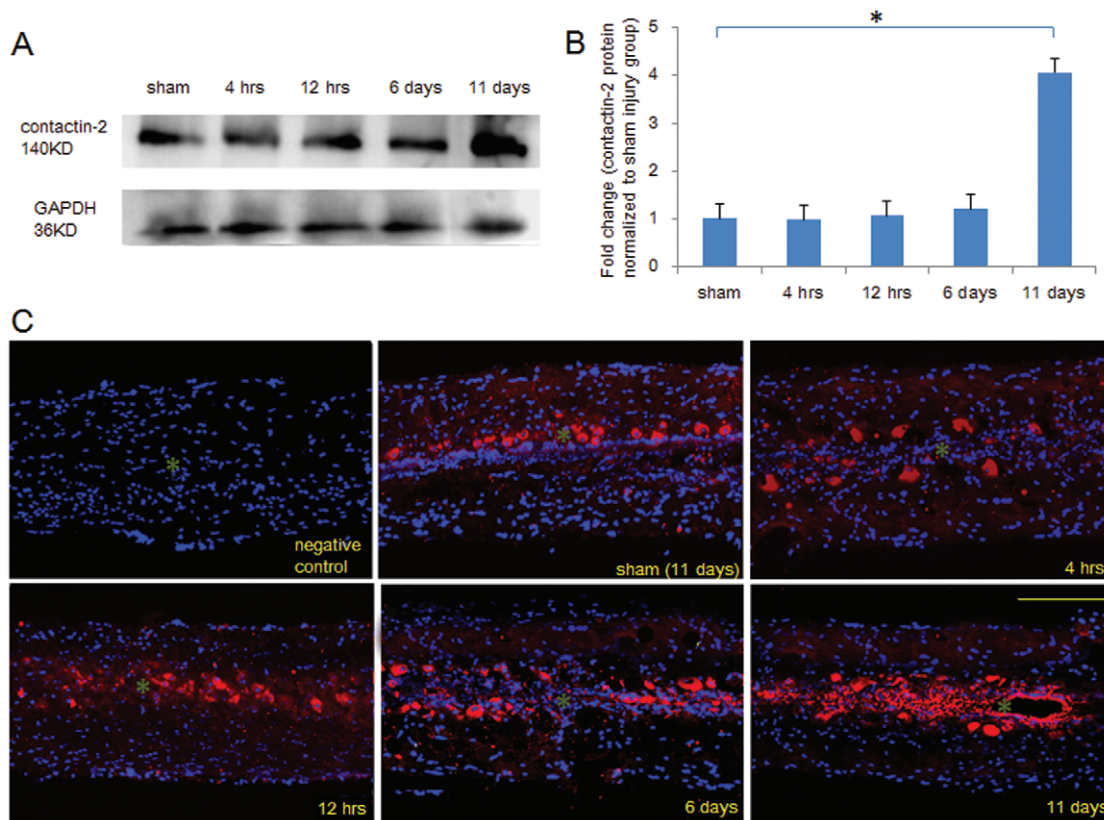 A
sham 4 hrs 12 hrs 6 days 11 days
contactin-2
140KD
GAPDH
36KD
B
Fold change (contactin-2 protein
normalized to sham injury group)
5
4
3
2
1
0
*
sham 4 hrs 12 hrs 6 days 11 days
C
*
negative
control
*
sham (11 days)
*
4 hrs
*
12 hrs
*
6 days
*
11 days